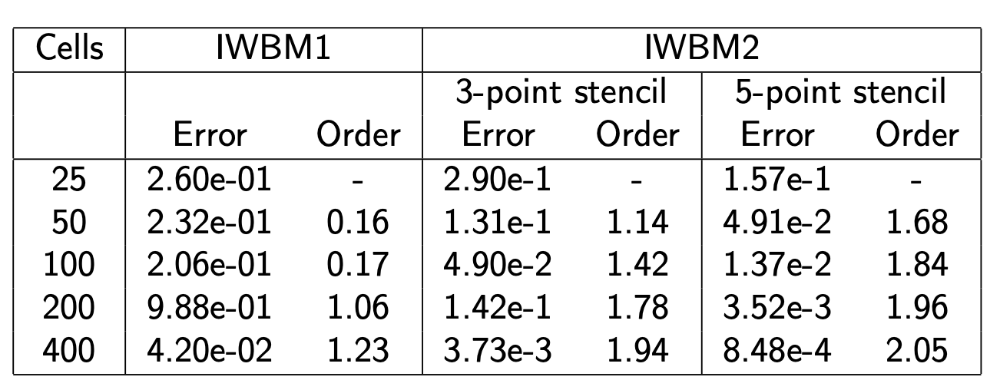 Cells IWBM1 IWBM2
3-point stencil 5-point stencil
Error Order Error Order Error Order
25 2.60e-01 - 2.90e-1 - 1.57e-1 -
50 2.32e-01 0.16 1.31e-1 1.14 4.91e-2 1.68
100 2.06e-01 0.17 4.90e-2 1.42 1.37e-2 1.84
200 9.88e-01 1.06 1.42e-1 1.78 3.52e-3 1.96
400 4.20e-02 1.23 3.73e-3 1.94 8.48e-4 2.05